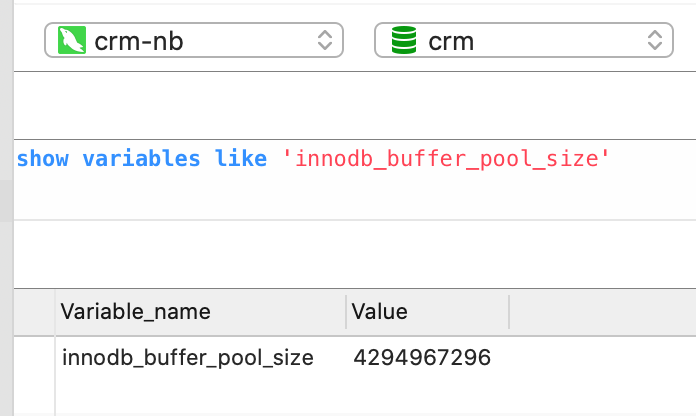 crm-nb crm
show variables like 'innodb_buffer_pool_size'
Variable_name Value
innodb_buffer_pool_size 4294967296